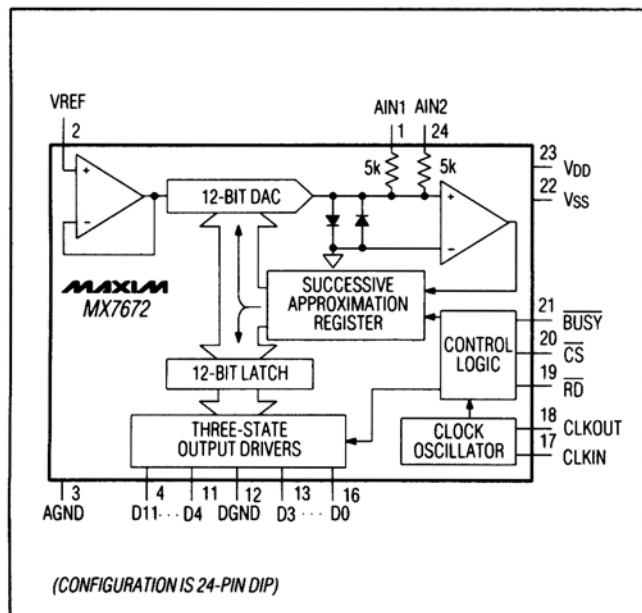 VREF
2
AIN1 AIN2
1 24
5k 5k
23
VDD
22
VSS
+
−
12-BIT DAC
+
−
MAXIM
MX7672
SUCCESSIVE
APPROXIMATION
REGISTER
21
BUSY
20
CS
19
RD
CONTROL
LOGIC
12-BIT LATCH
THREE-STATE
OUTPUT DRIVERS
CLOCK
OSCILLATOR
18
CLKOUT
17
CLKIN
3 4 11 12 13 16
AGND D11···D4 DGND D3 ··· D0
(CONFIGURATION IS 24-PIN DIP)